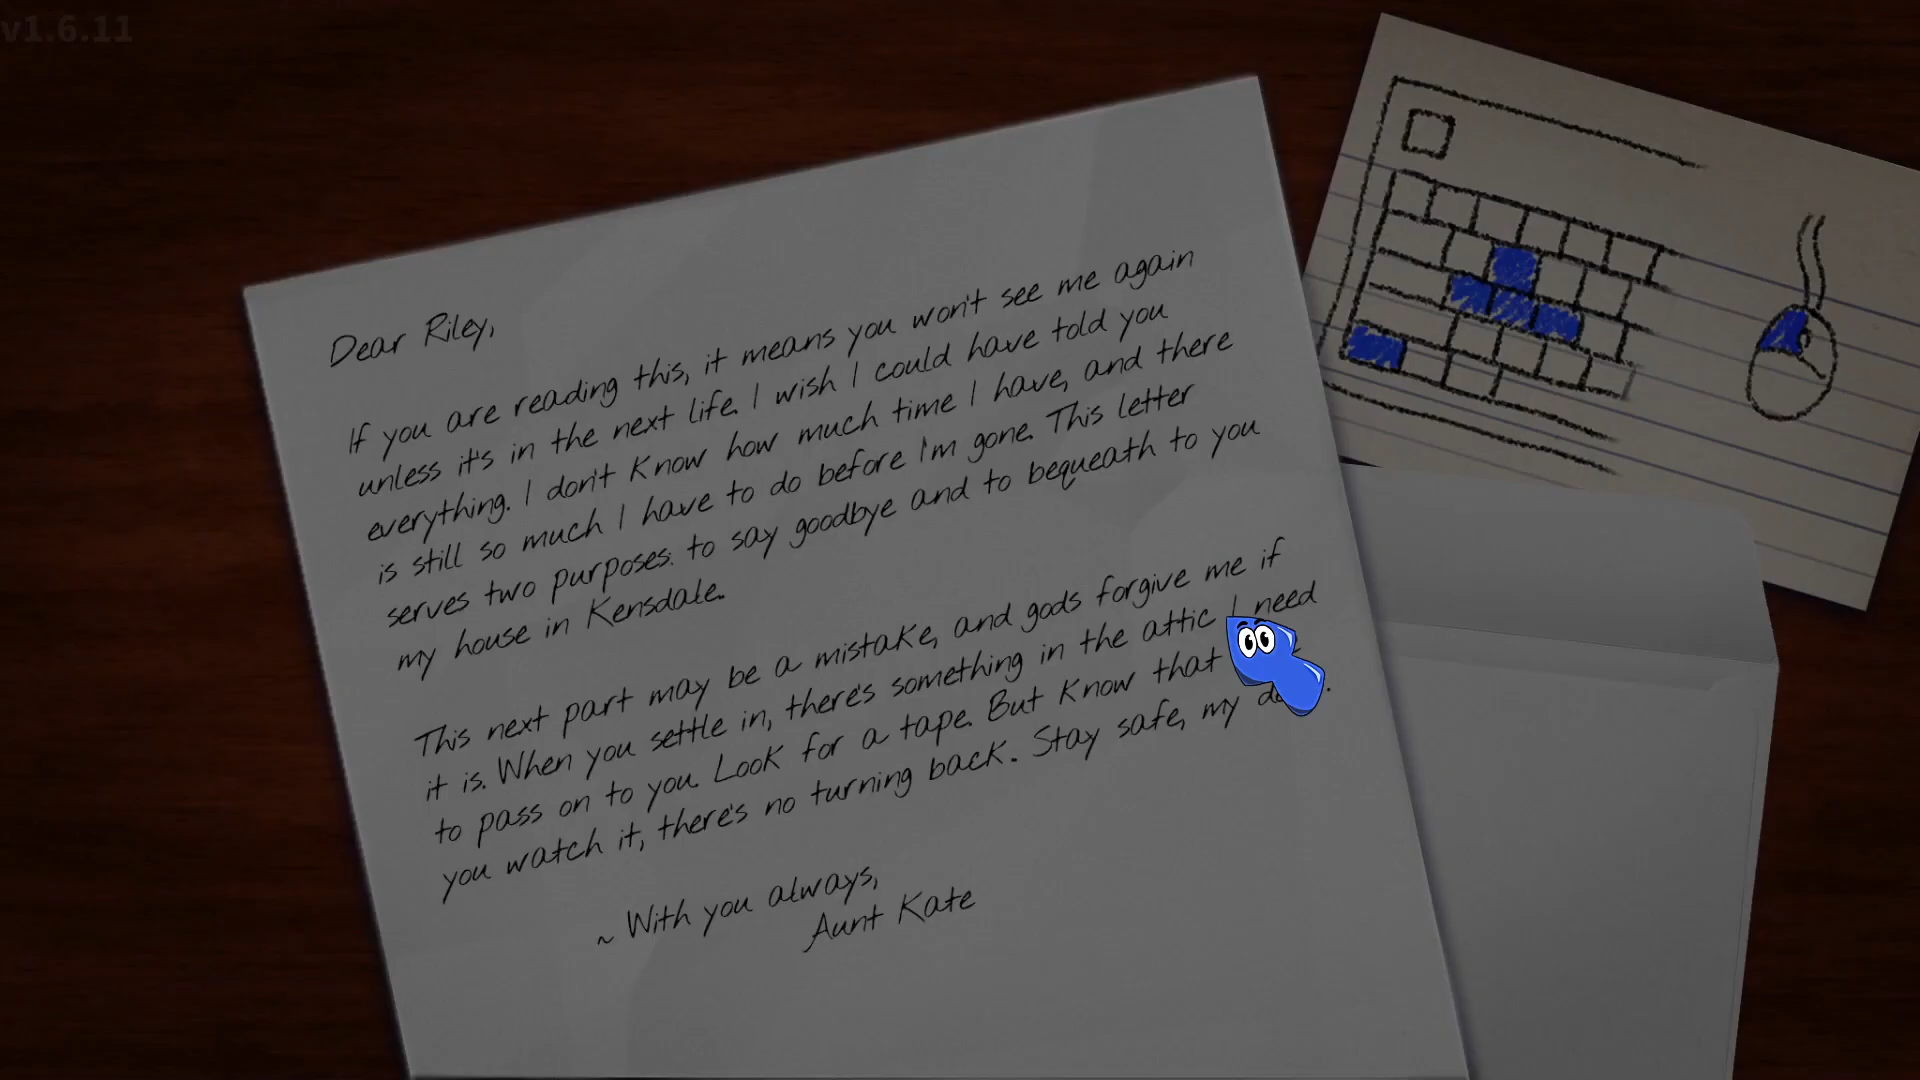 v1.6.11
Dear Riley,
If you are reading this, it means you won't see me again
unless it's in the next life. I wish I could have told you
everything. I don't know how much time I have, and there
is still so much I have to do before I'm gone. This letter
serves two purposes: to say goodbye and to bequeath to you
my house in Kensdale.
This next part may be a mistake, and gods forgive me if
it is. When you settle in, there's something in the attic I need
to pass on to you. Look for a tape. But know that
you watch it, there's no turning back. Stay safe, my
~ With you always,
Aunt Kate